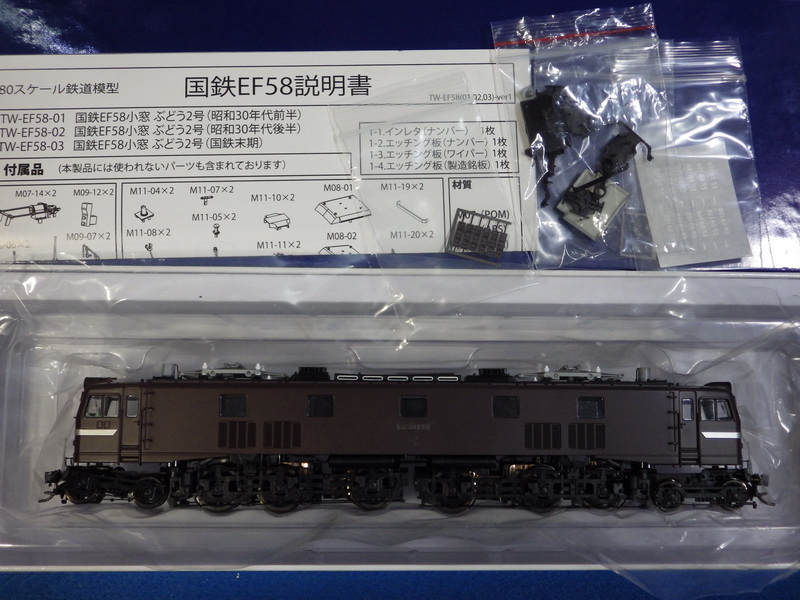 80スケール鉄道模型
国鉄EF58説明書
TW-EF58(01,02,03)-ver1
TW-EF58-01 国鉄EF58小窓 ぶどう2号(昭和30年代前半)
TW-EF58-02 国鉄EF58小窓 ぶどう2号(昭和30年代後半)
TW-EF58-03 国鉄EF58小窓 ぶどう2号(国鉄末期)
1-1.インレタ(ナンバー) 1枚
1-2.エッチング板(ナンバー) 1枚
1-3.エッチング板(ワイパー) 1枚
1-4.エッチング板(製造銘板) 1枚
付属品 (本製品には使われないパーツも含まれております)
材質
M07-14×2
M09-12×2
M11-04×2
M11-07×2
M11-10×2
M08-01
M11-19×2
(POM)
M11-05×2
M09-07×2
M11-08×2
M11-11×2
M08-02
M11-20×2